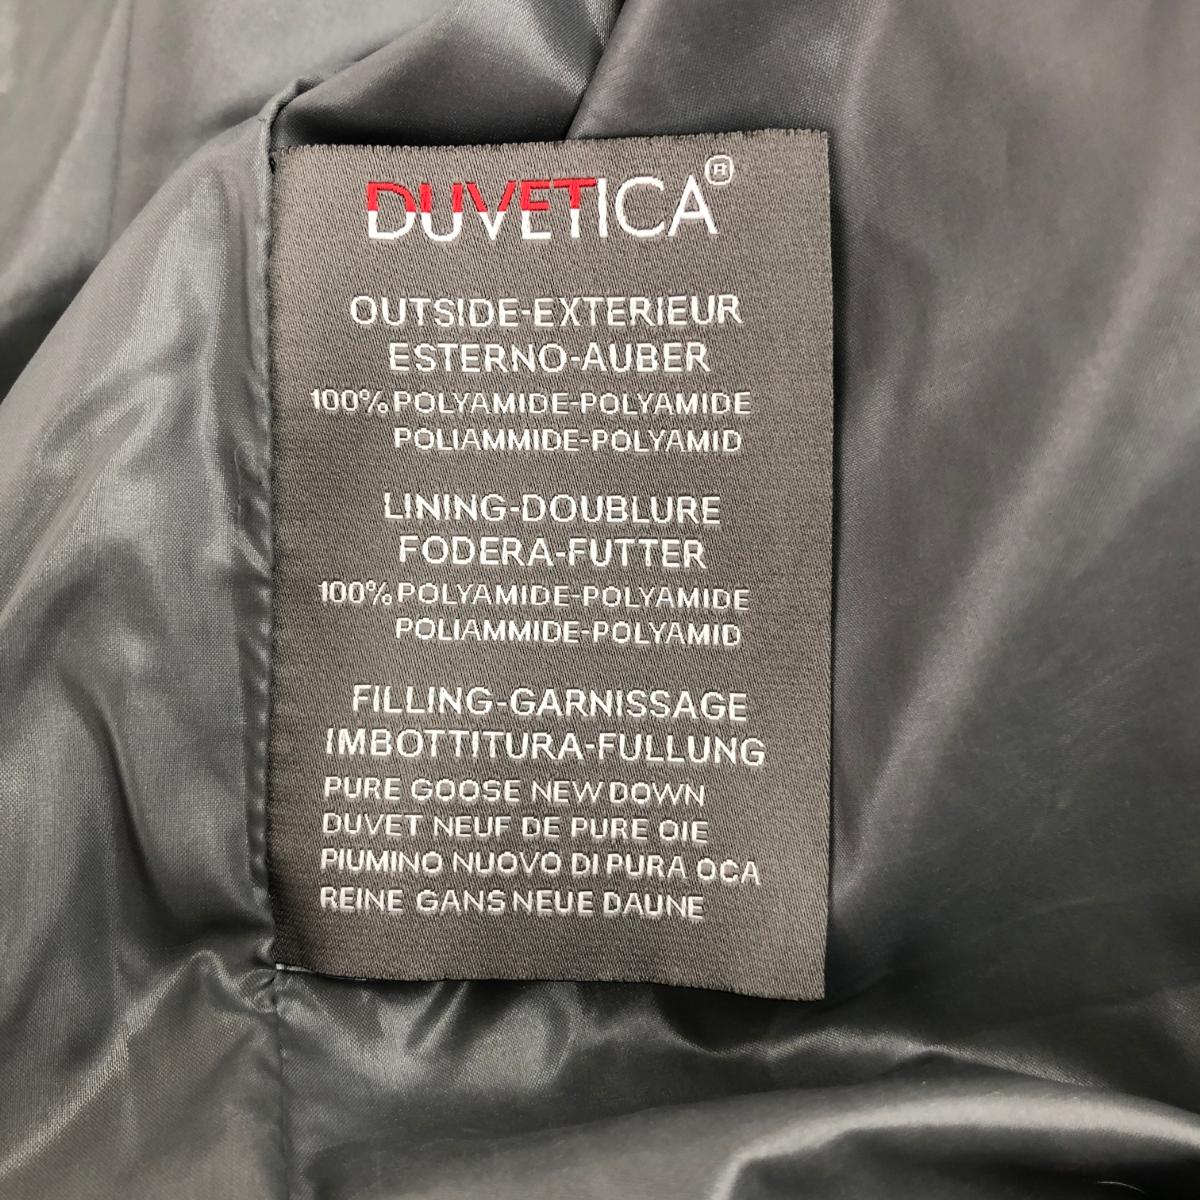 DUVETICA®
OUTSIDE-EXTERIEUR
ESTERNO-AUBER
100% POLYAMIDE-POLYAMIDE
POLIAMMIDE-POLYAMID
LINING-DOUBLURE
FODERA-FUTTER
100% POLYAMIDE-POLYAMIDE
POLIAMMIDE-POLYAMID
FILLING-GARNISSAGE
IMBOTTITURA-FULLUNG
PURE GOOSE NEW DOWN
DUVET NEUF DE PURE OIE
PIUMINO NUOVO DI PURA OCA
REINE GANS NEUE DAUNE